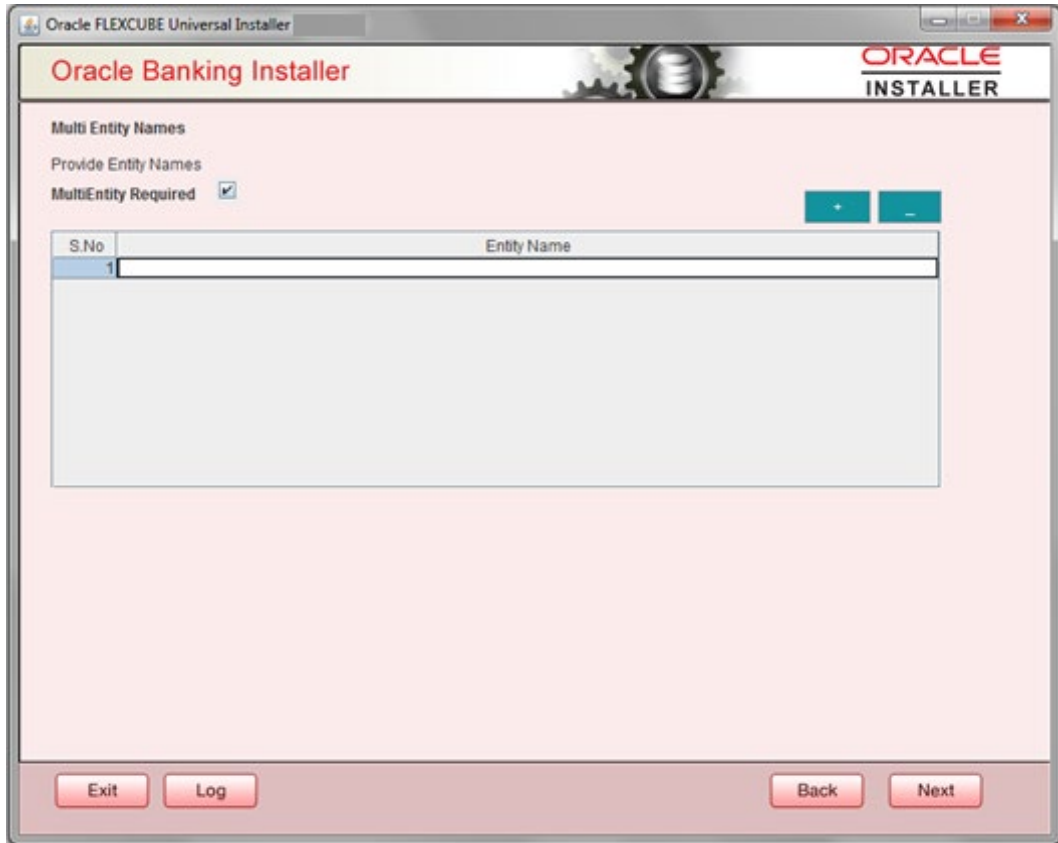 Oracle FLEXCUBE Universal Installer
Oracle Banking Installer
ORACLE
INSTALLER
Multi Entity Names
Provide Entity Names
MultiEntity Required
+ _
S.No Entity Name
1
Exit Log Back Next